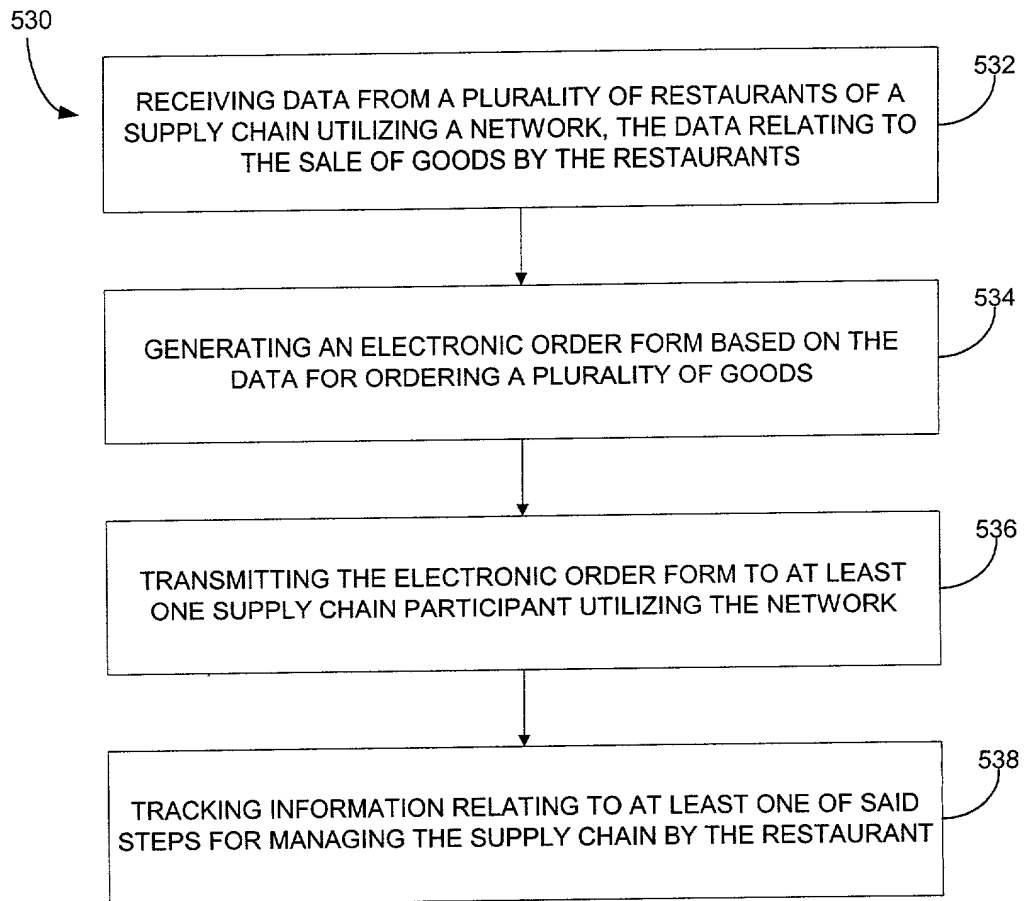 530
532
RECEIVING DATA FROM A PLURALITY OF RESTAURANTS OF A
SUPPLY CHAIN UTILIZING A NETWORK, THE DATA RELATING TO
THE SALE OF GOODS BY THE RESTAURANTS
534
GENERATING AN ELECTRONIC ORDER FORM BASED ON THE
DATA FOR ORDERING A PLURALITY OF GOODS
536
TRANSMITTING THE ELECTRONIC ORDER FORM TO AT LEAST
ONE SUPPLY CHAIN PARTICIPANT UTILIZING THE NETWORK
538
TRACKING INFORMATION RELATING TO AT LEAST ONE OF SAID
STEPS FOR MANAGING THE SUPPLY CHAIN BY THE RESTAURANT